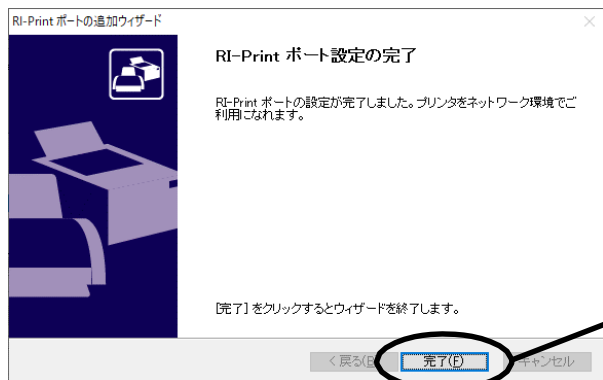 RI-Print ポートの追加ウィザード
RI-Print ポート設定の完了
RI-Print ポートの設定が完了しました。プリンタをネットワーク環境でご
利用になれます。
[完了] をクリックするとウィザードを終了します。
< 戻る(B
完了(F)
キャンセル